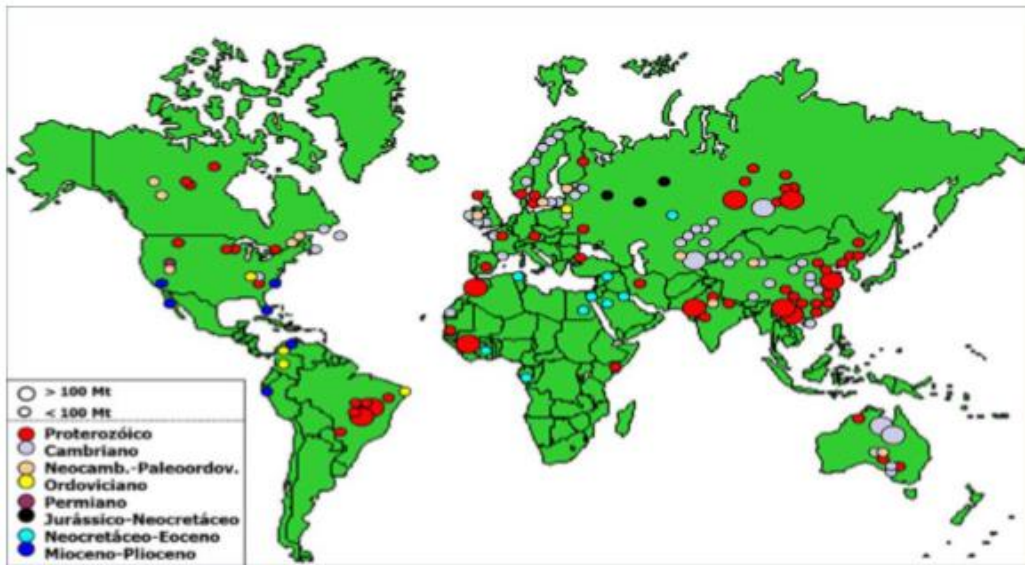 > 100 Mt
< 100 Mt
Proterozóico
Cambriano
Neocamb.-Paleoordov.
Ordoviciano
Permiano
Jurássico-Neocretáceo
Neocretáceo-Eoceno
Mioceno-Plioceno